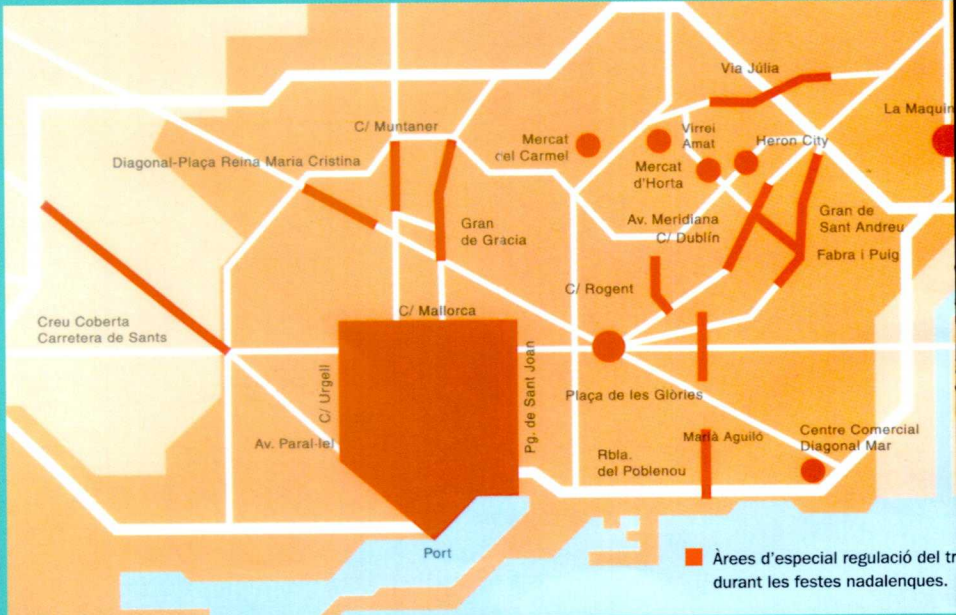 Via Júlia
La Maquin
C/ Muntaner
Mercat
del Carmel
Virrei
Amat
Heron City
Diagonal-Plaça Reina Maria Cristina
Mercat
d'Horta
Gran
de Gracia
Av. Meridiana
C/ Dublín
Gran de
Sant Andreu
Fabra i Puig
C/ Rogent
C/ Mallorca
Creu Coberta
Carretera de Sants
C/ Urgell
Pg. de Sant Joan
Plaça de les Glòries
Av. Paral·lel
Marià Aguiló
Rbla.
del Poblenou
Centre Comercial
Diagonal Mar
Port
Àrees d'especial regulació del tr
durant les festes nadalenques.